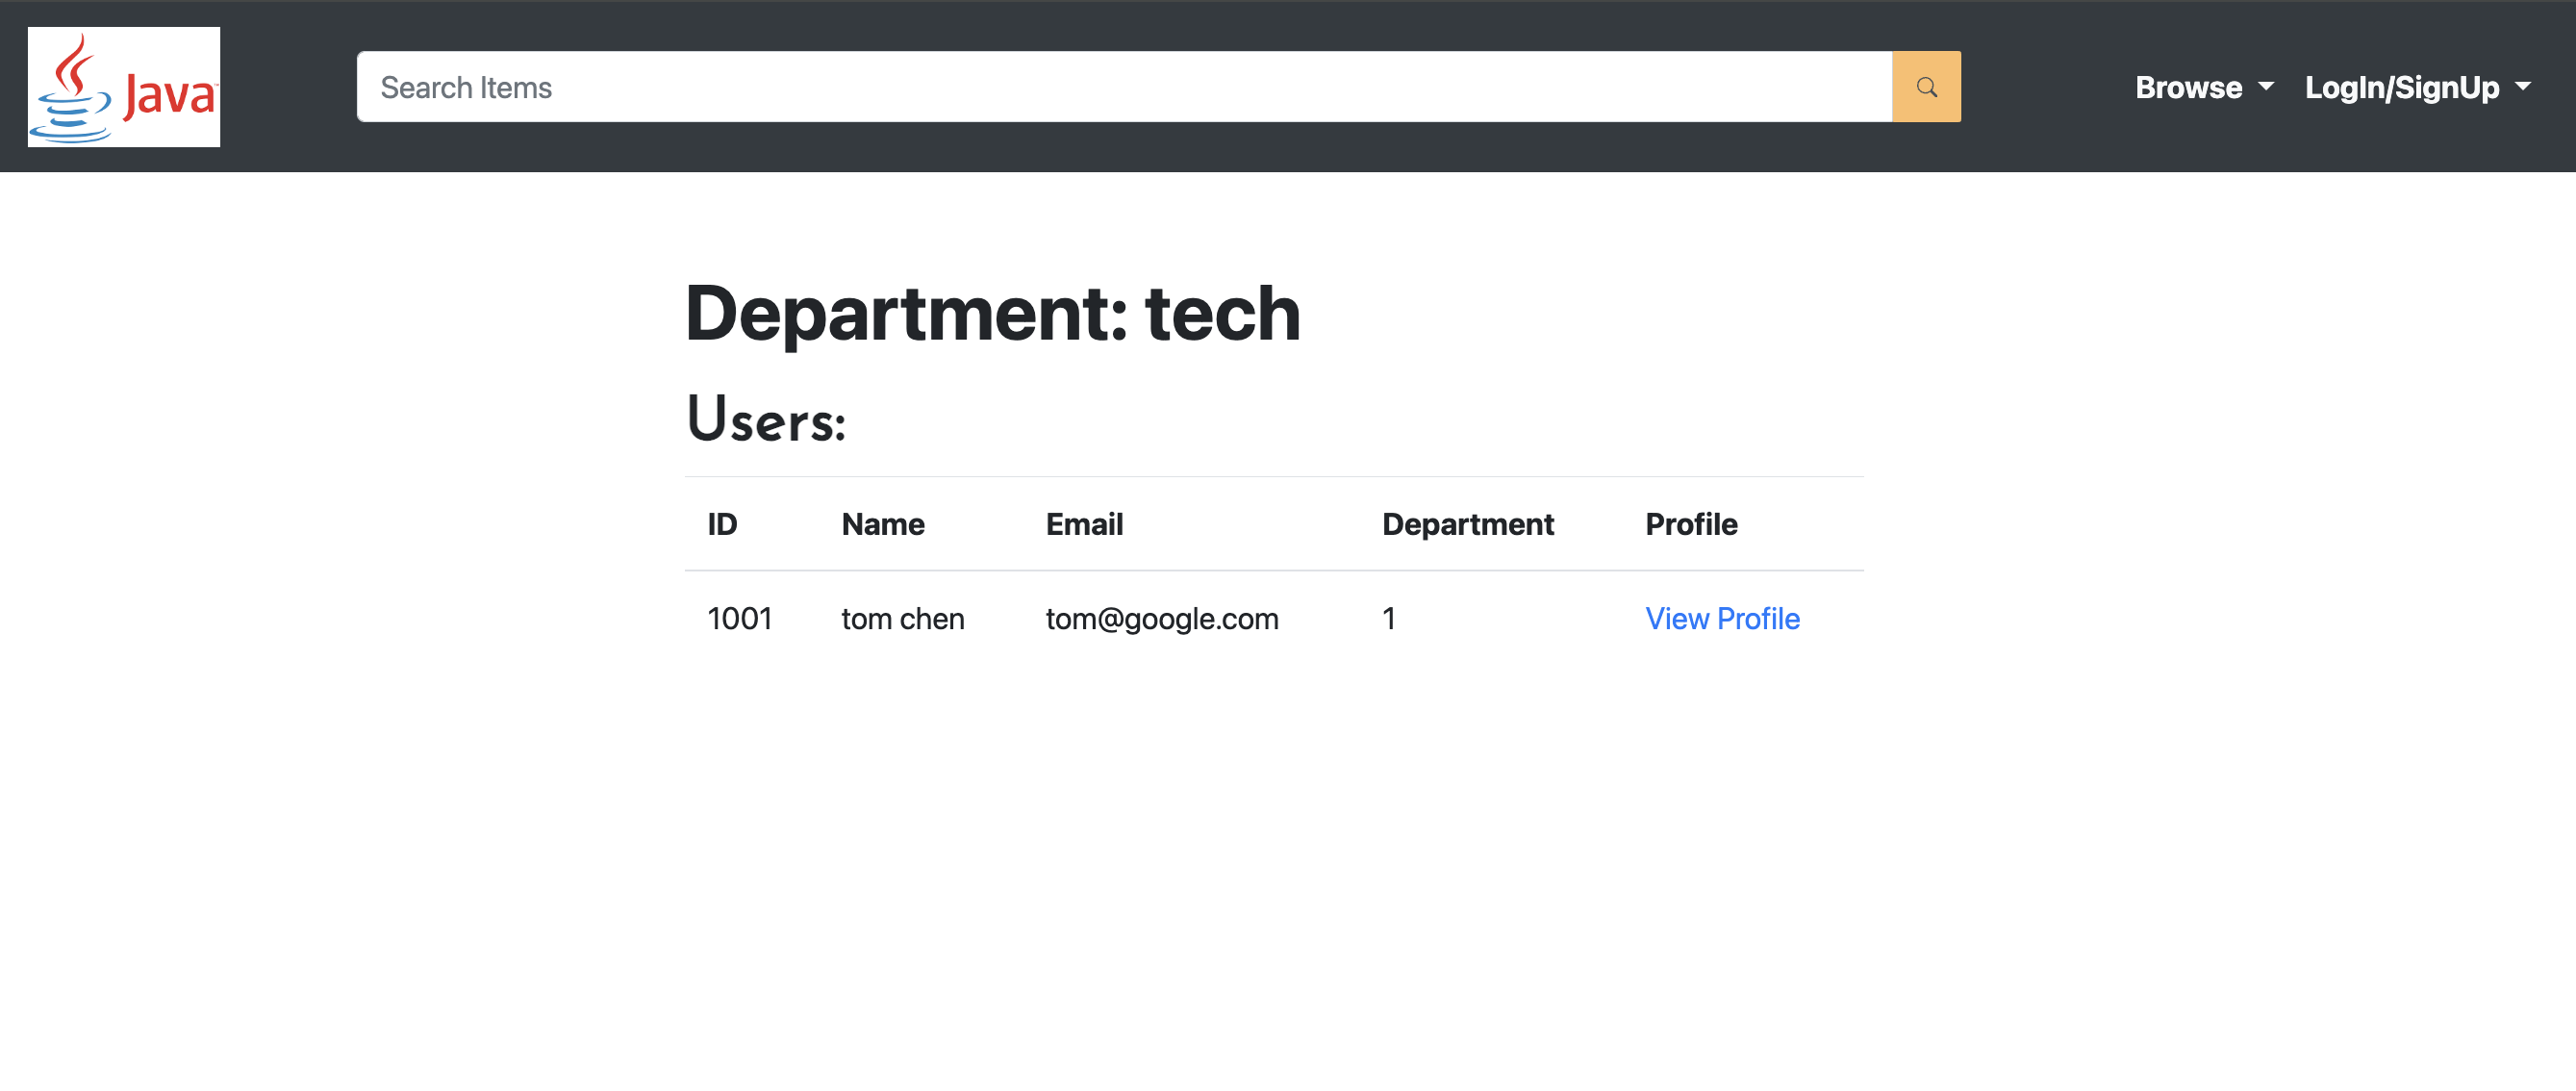 Java
Search Items
Browse
LogIn/SignUp
Department: tech
Users:
ID Name Email Department Profile
1001 tom chen tom@google.com 1 View Profile